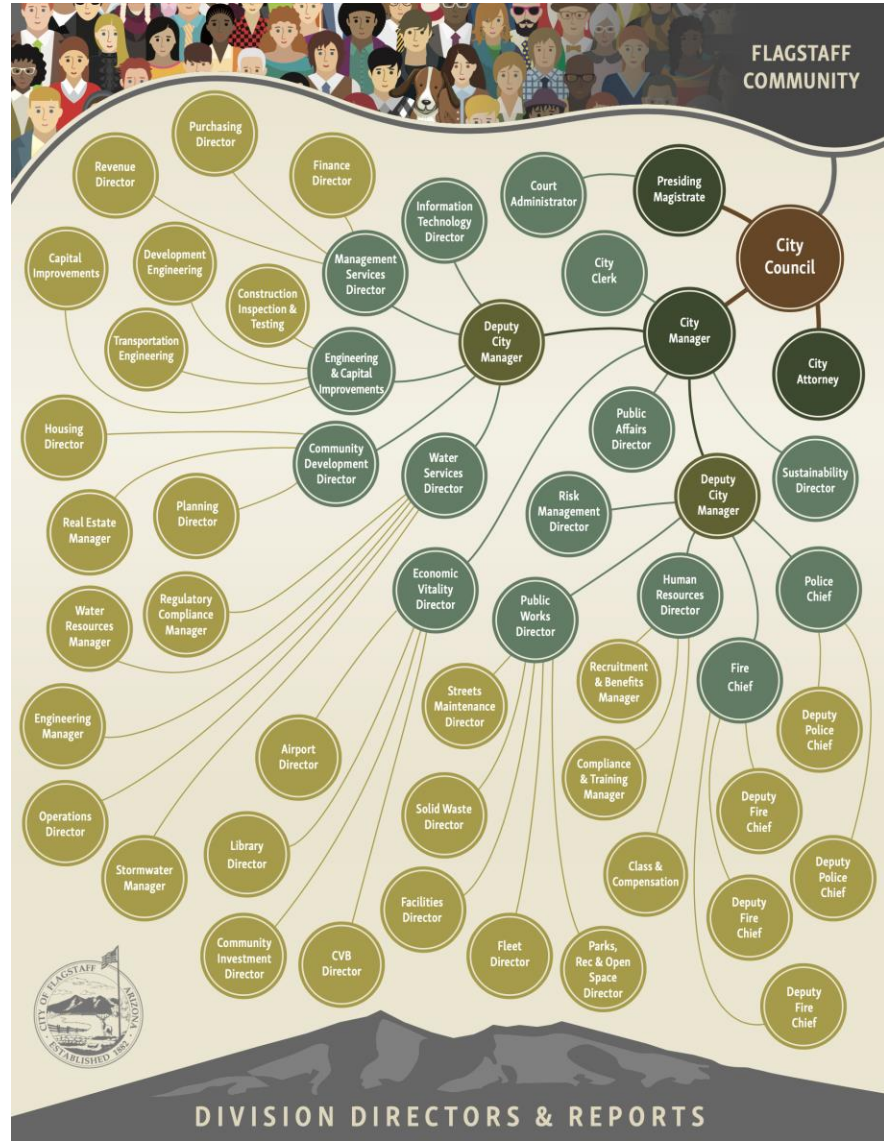 FLAGSTAFF
COMMUNITY
Purchasing
Director
Revenue
Director
Finance
Director
Information
Technology
Director
Court
Administrator
Presiding
Magistrate
City
Council
Capital
Improvements
Development
Engineering
Construction
Inspection &
Testing
Management
Services
Director
City
Clerk
Transportation
Engineering
Engineering
& Capital
Improvements
Deputy
City
Manager
City
Manager
City
Attorney
Housing
Director
Community
Development
Director
Water
Services
Director
Public
Affairs
Director
Deputy
City
Manager
Sustainability
Director
Real Estate
Manager
Planning
Director
Risk
Management
Director
Water
Resources
Manager
Regulatory
Compliance
Manager
Economic
Vitality
Director
Public
Works
Director
Human
Resources
Director
Police
Chief
Fire
Chief
Engineering
Manager
Airport
Director
Streets
Maintenance
Director
Recruitment
& Benefits
Manager
Deputy
Police
Chief
Operations
Director
Stormwater
Manager
Library
Director
Solid Waste
Director
Compliance
& Training
Manager
Deputy
Fire
Chief
Class &
Compensation
Deputy
Police
Chief
Community
Investment
Director
CVB
Director
Facilities
Director
Fleet
Director
Parks,
Rec & Open
Space
Director
Deputy
Fire
Chief
Deputy
Fire
Chief
CITY OF FLAGSTAFF
ARIZONA
ESTABLISHED 1882
DIVISION DIRECTORS & REPORTS